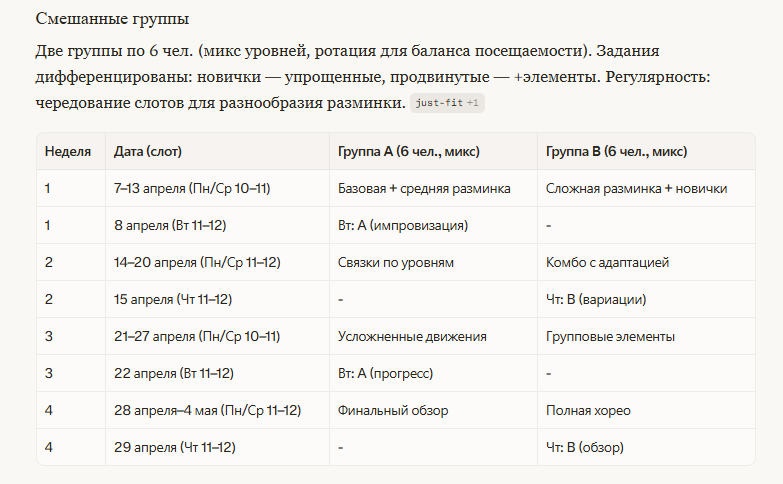 Смешанные группы
Две группы по 6 чел. (микс уровней, ротация для баланса посещаемости). Задания
дифференцированы: новички — упрощенные, продвинутые — +элементы. Регулярность:
чередование слотов для разнообразия разминки. just-fit +1
Неделя Дата (слот) Группа A (6 чел., микс) Группа B (6 чел., микс)
1 7–13 апреля (Пн/Ср 10–11) Базовая + средняя разминка Сложная разминка + новички
1 8 апреля (Вт 11–12) Вт: A (импровизация) -
2 14–20 апреля (Пн/Ср 11–12) Связки по уровням Комбо с адаптацией
2 15 апреля (Чт 11–12) - Чт: B (вариации)
3 21–27 апреля (Пн/Ср 10–11) Усложненные движения Групповые элементы
3 22 апреля (Вт 11–12) Вт: A (прогресс) -
4 28 апреля–4 мая (Пн/Ср 11–12) Финальный обзор Полная хорео
4 29 апреля (Чт 11–12) - Чт: B (обзор)